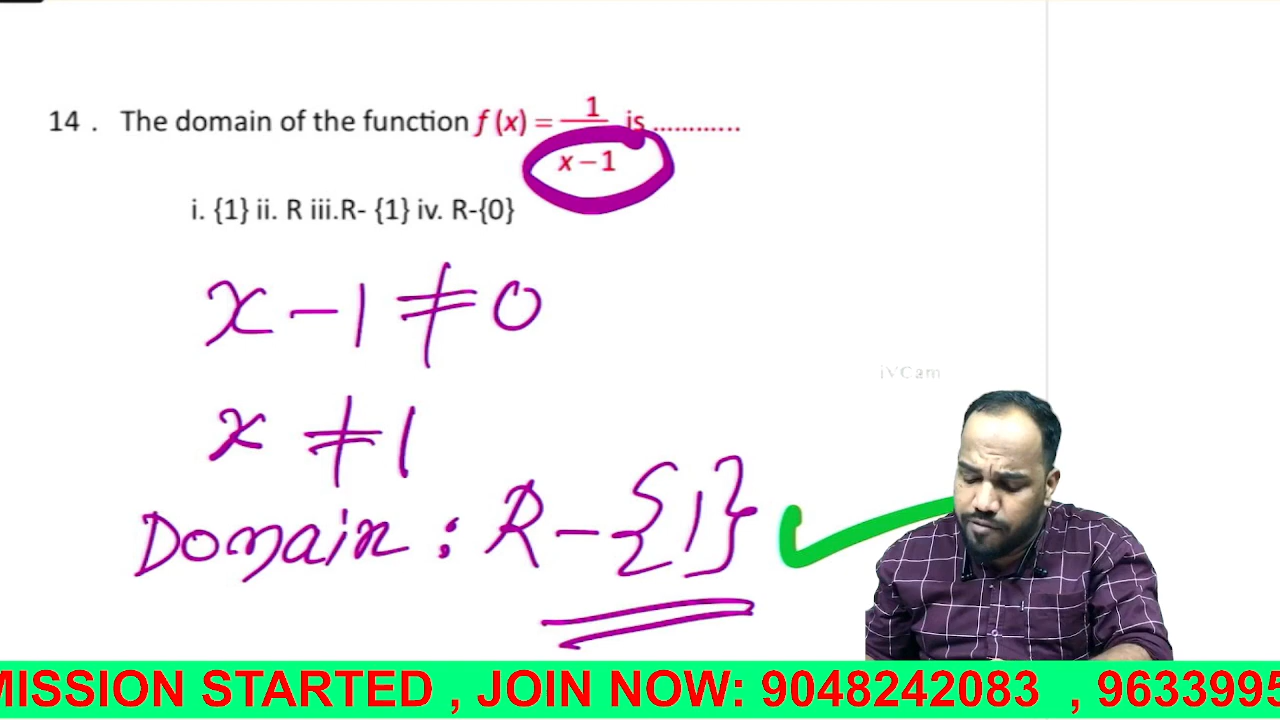 14 . The domain of the function f (x) = 1 / x – 1 is ............
i. {1} ii. R iii.R- {1} iv. R-{0}
x - 1 ≠ 0
iVCam
x ≠ 1
Domain : R - {1}
MISSION STARTED , JOIN NOW: 9048242083 , 9633995